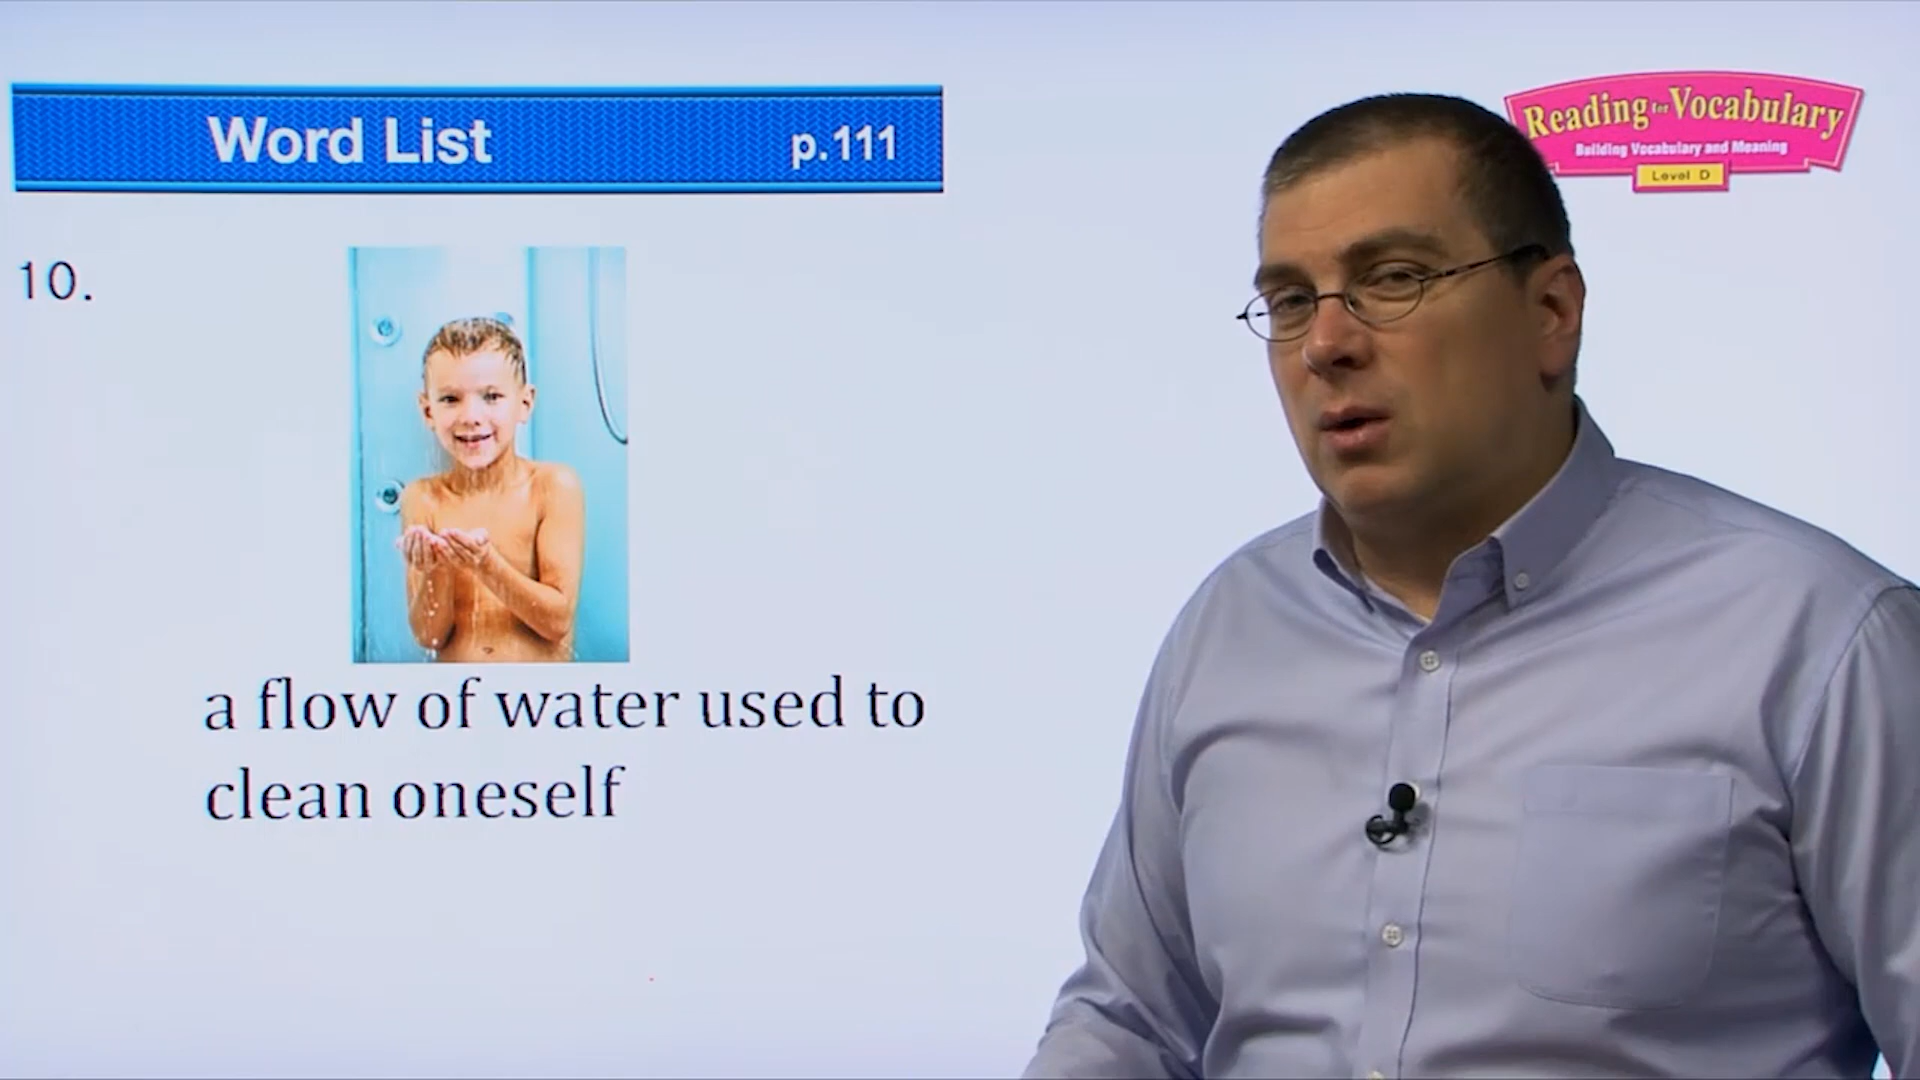 Word List p.111
Reading for Vocabulary
Building Vocabulary and Meaning
Level D
10.
a flow of water used to
clean oneself